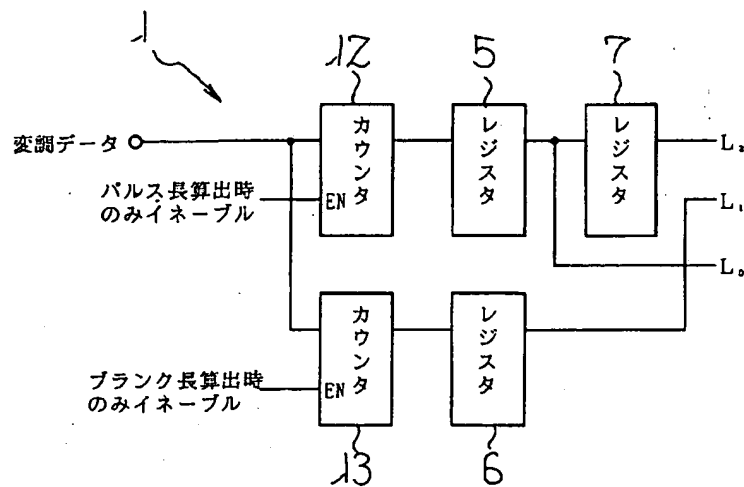 1
12
5
7
変調データ
カウンタ
レジスタ
レジスタ
L₂
パルス長算出時
のみイネーブル
EN
L₁
L₀
カウンタ
レジスタ
ブランク長算出時
のみイネーブル
EN
13
6